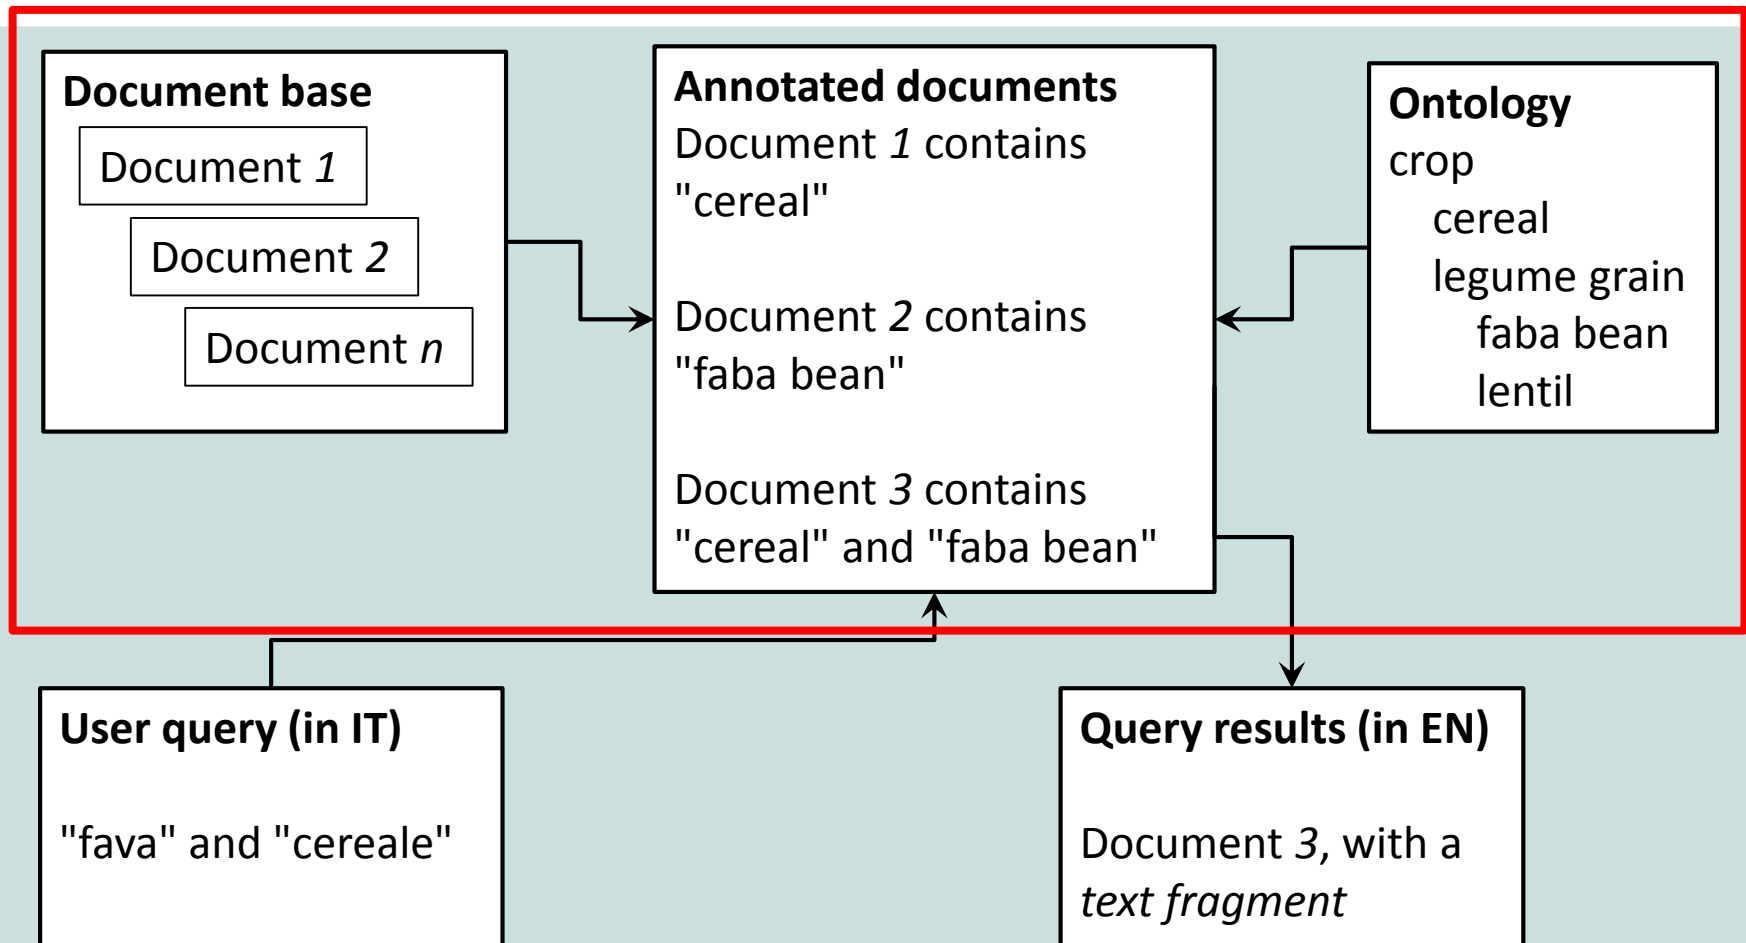 Document base
Document 1
Document 2
Document n
Annotated documents
Document 1 contains
"cereal"
Document 2 contains
"faba bean"
Document 3 contains
"cereal" and "faba bean"
Ontology
crop
cereal
legume grain
faba bean
lentil
User query (in IT)
"fava" and "cereale"
Query results (in EN)
Document 3, with a
text fragment